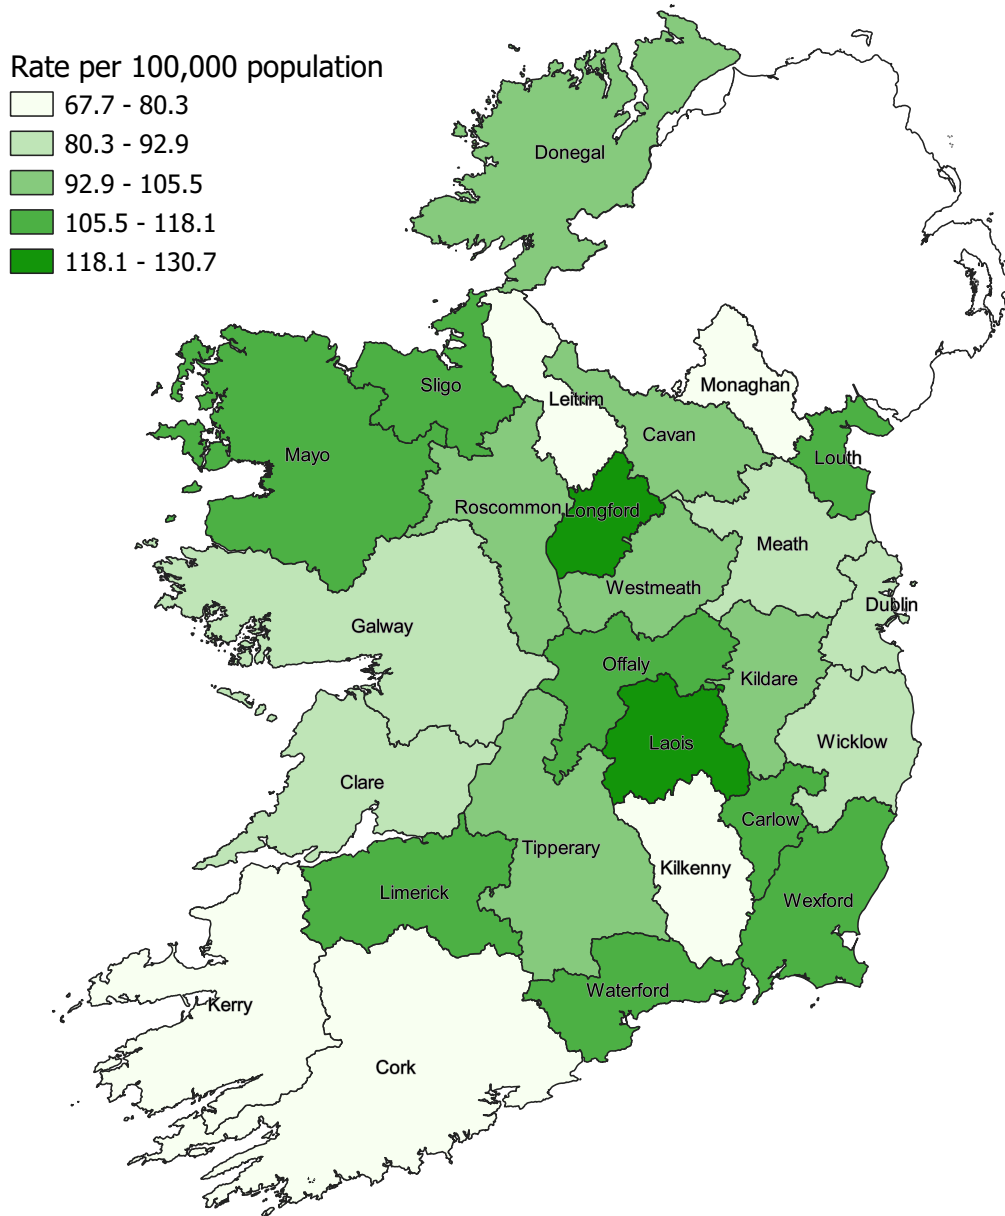 Rate per 100,000 population
67.7 - 80.3
80.3 - 92.9
92.9 - 105.5
105.5 - 118.1
118.1 - 130.7
Donegal
Sligo
Leitrim
Monaghan
Cavan
Mayo
Louth
Roscommon
Longford
Meath
Westmeath
Dublin
Galway
Offaly
Kildare
Laois
Wicklow
Clare
Carlow
Tipperary
Kilkenny
Limerick
Wexford
Waterford
Kerry
Cork